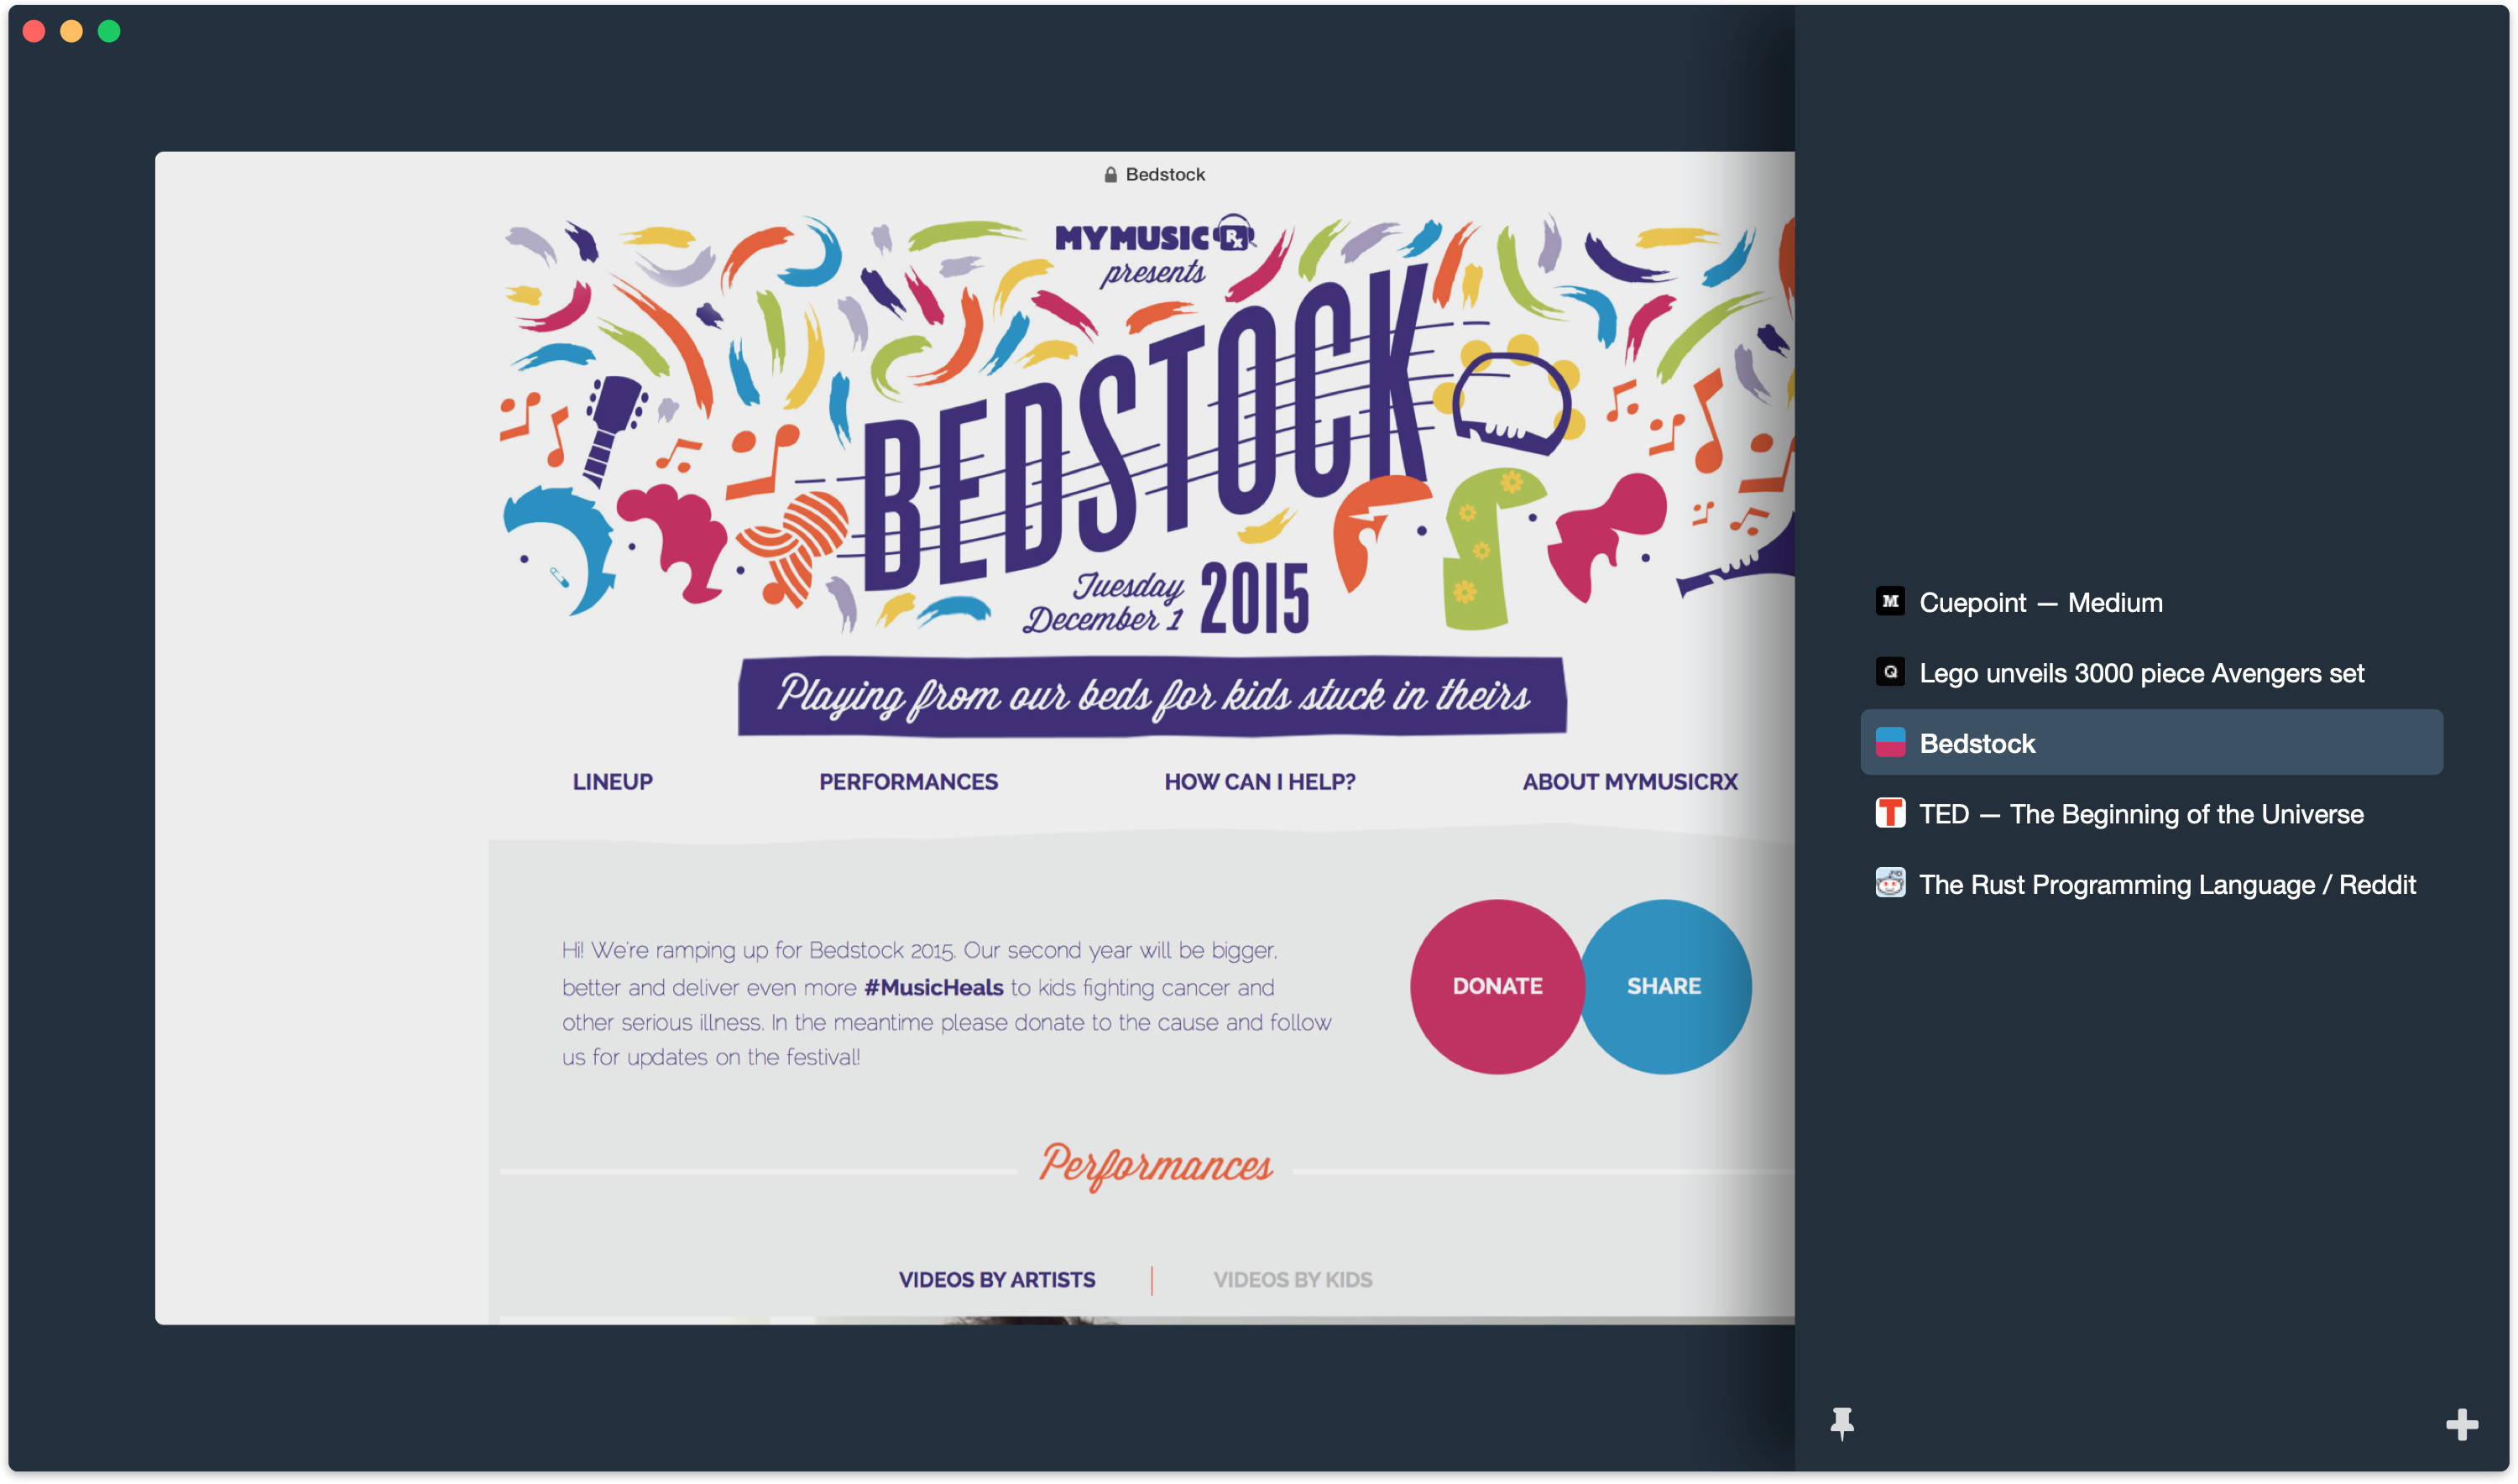 Bedstock
MYMUSIC Rx
presents
BEDSTOCK
Tuesday
December 1 2015
Playing from our beds for kids stuck in theirs
LINEUP PERFORMANCES HOW CAN I HELP? ABOUT MYMUSICRX
Hi! We're ramping up for Bedstock 2015. Our second year will be bigger,
better and deliver even more #MusicHeals to kids fighting cancer and
other serious illness. In the meantime please donate to the cause and follow
us for updates on the festival!
DONATE SHARE
Performances
VIDEOS BY ARTISTS VIDEOS BY KIDS
M Cuepoint — Medium
Q Lego unveils 3000 piece Avengers set
Bedstock
T TED — The Beginning of the Universe
The Rust Programming Language / Reddit